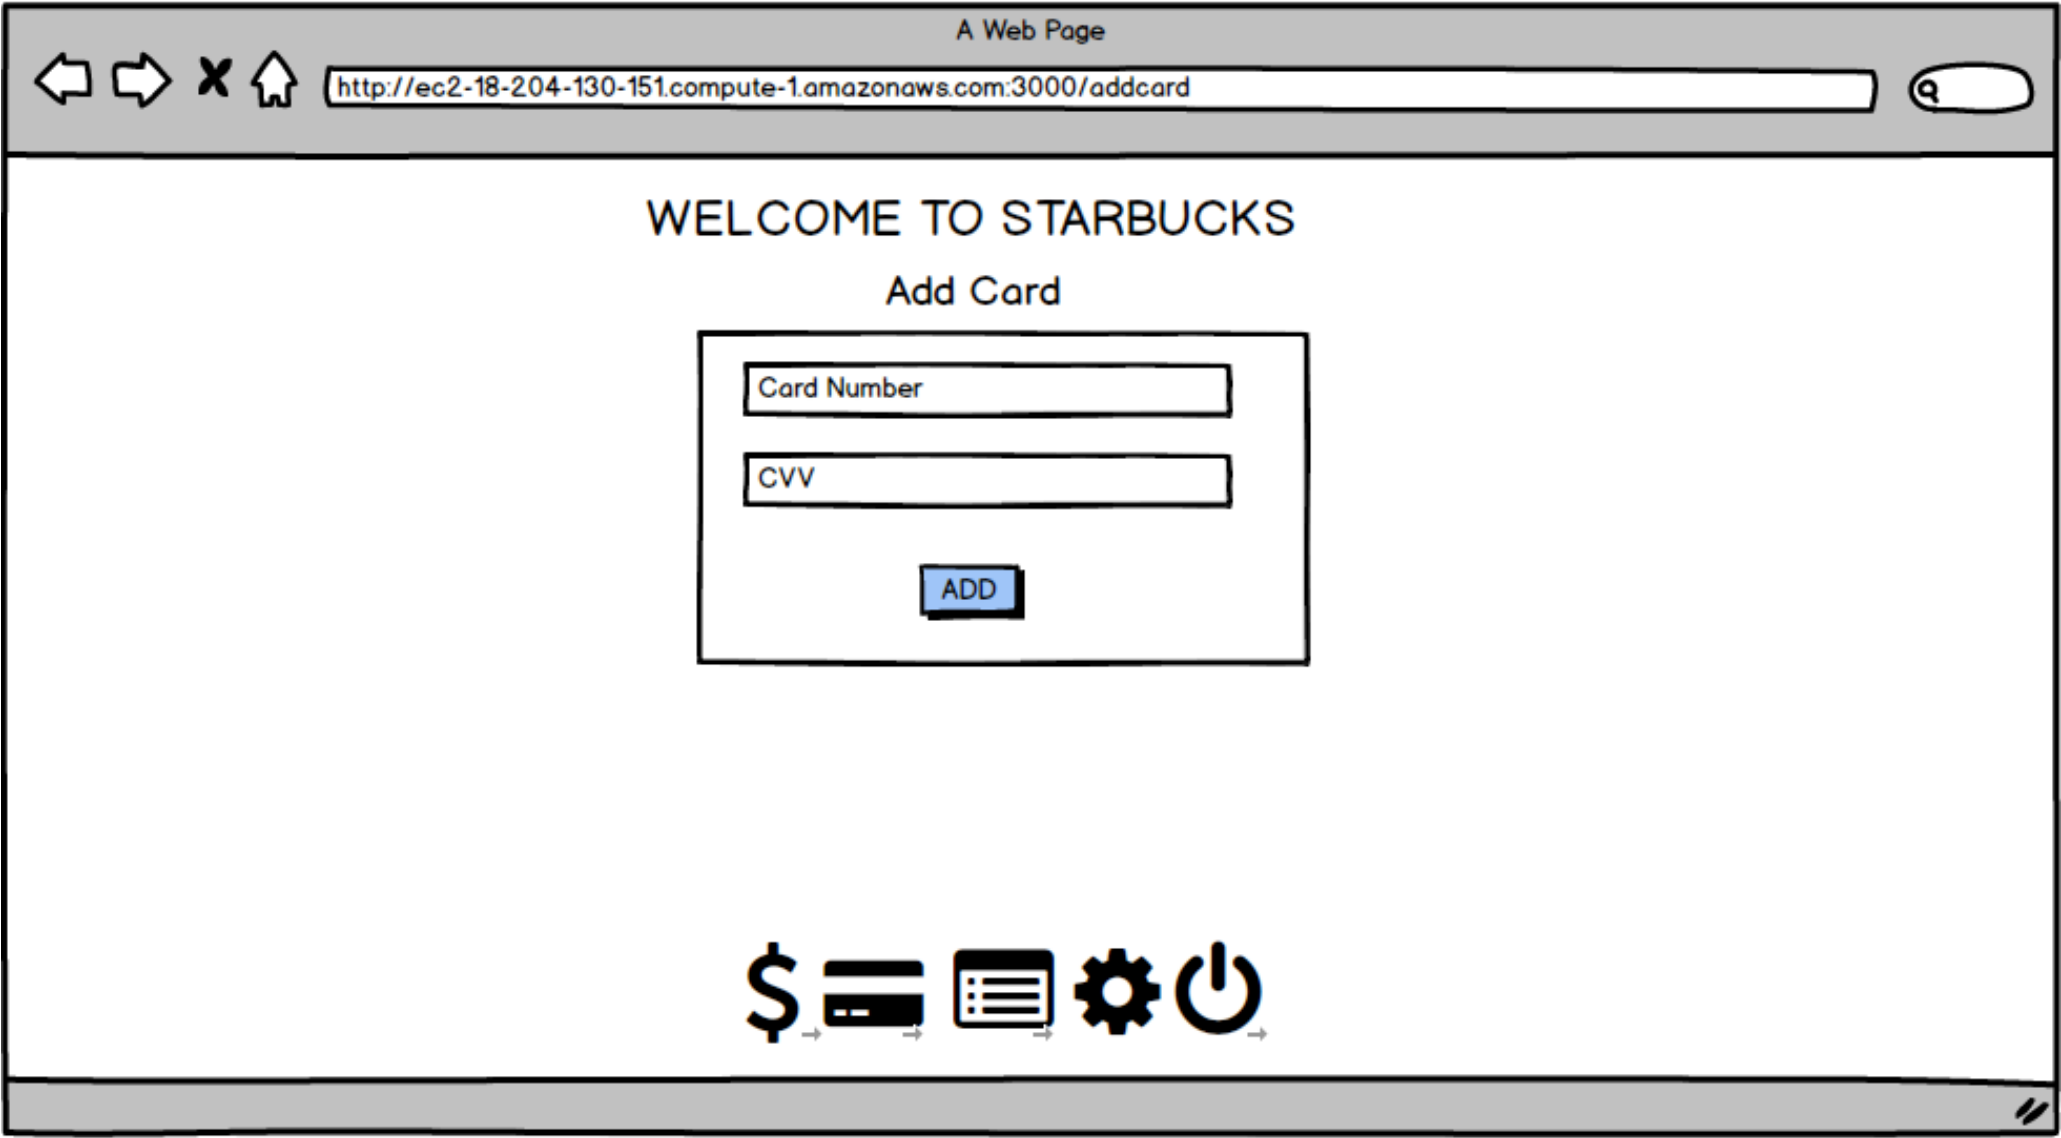 A Web Page
http://ec2-18-204-130-151.compute-1.amazonaws.com:3000/addcard
WELCOME TO STARBUCKS
Add Card
Card Number
CVV
ADD
$